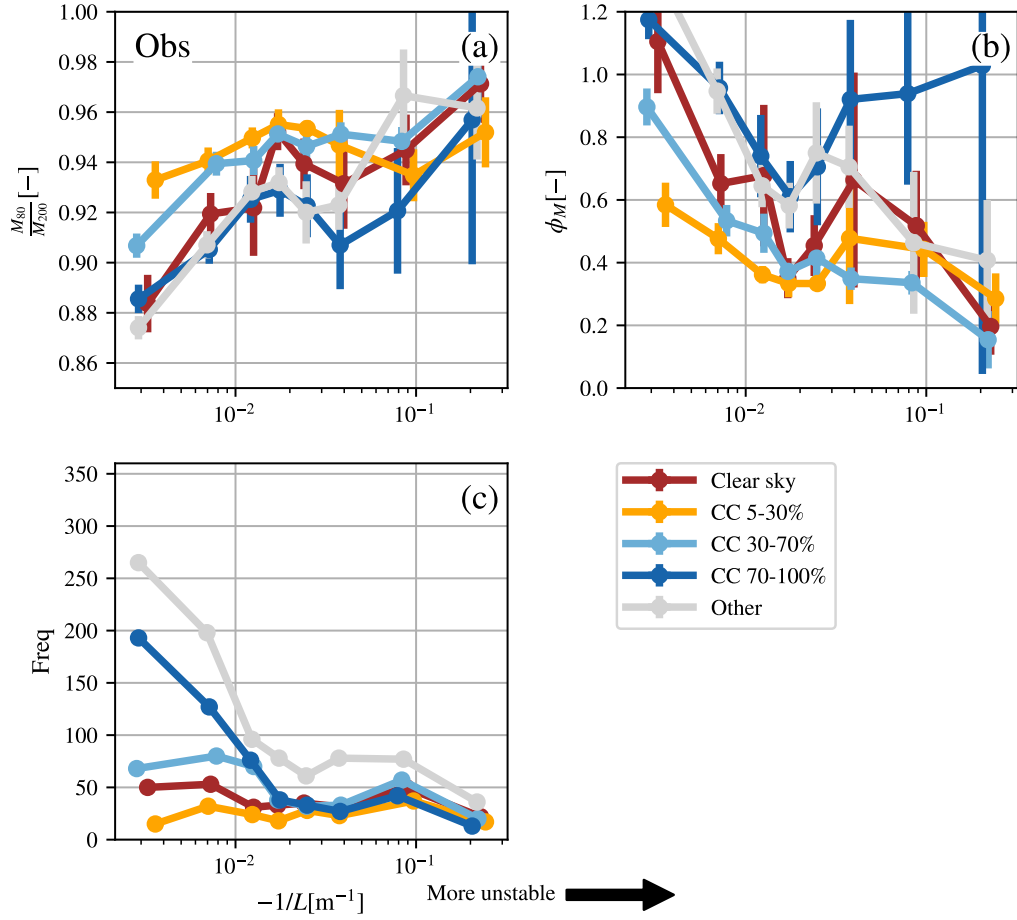 Obs
(a)
1.00
0.98
0.96
0.94
0.92
0.90
0.88
0.86
M_80/M_200 [−]
10^−2
10^−1
(b)
1.2
1.0
0.8
0.6
0.4
0.2
0.0
ϕ_M[−]
10^−2
10^−1
(c)
350
300
250
200
150
100
50
0
Freq
10^−2
10^−1
−1/L[m^−1]
Clear sky
CC 5-30%
CC 30-70%
CC 70-100%
Other
More unstable